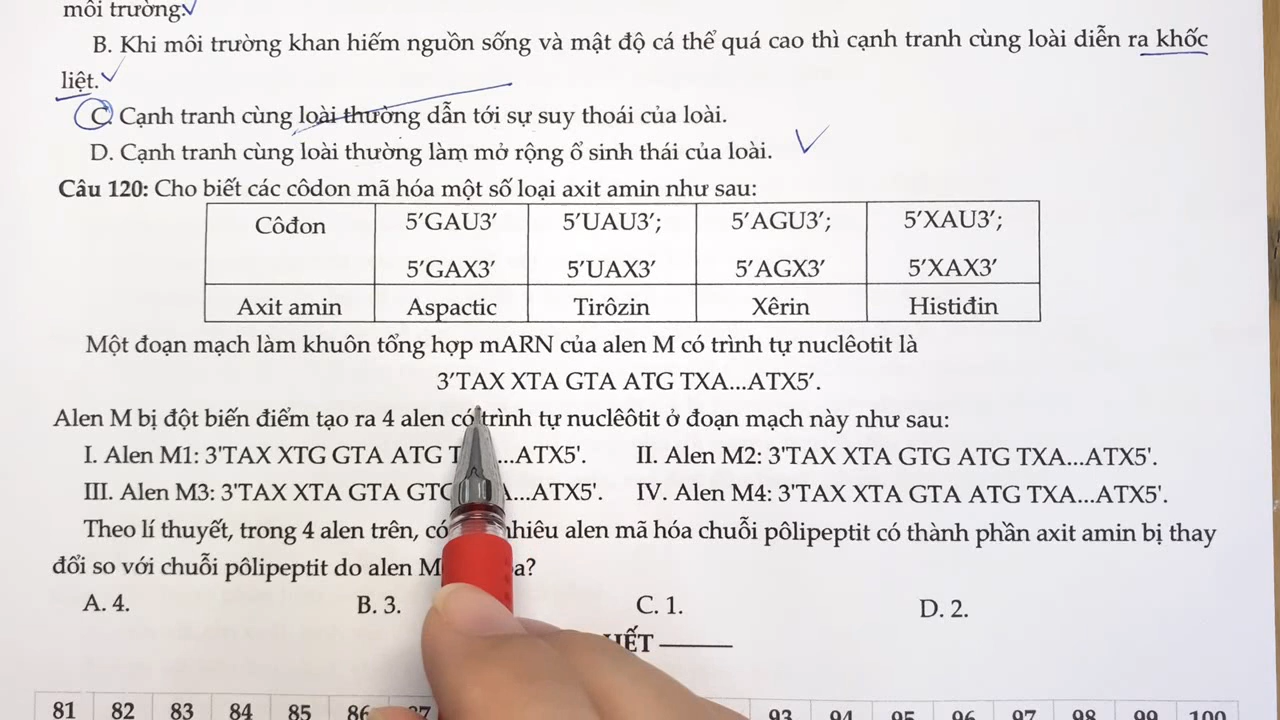 môi trường.
B. Khi môi trường khan hiếm nguồn sống và mật độ cá thể quá cao thì cạnh tranh cùng loài diễn ra khốc
liệt.
C. Cạnh tranh cùng loài thường dẫn tới sự suy thoái của loài.
D. Cạnh tranh cùng loài thường làm mở rộng ổ sinh thái của loài.
Câu 120: Cho biết các côdon mã hóa một số loại axit amin như sau:
Côđon 5'GAU3' 5'UAU3'; 5'AGU3'; 5'XAU3';
5'GAX3' 5'UAX3' 5'AGX3' 5'XAX3'
Axit amin Aspactic Tirôzin Xêrin Histiđin
Một đoạn mạch làm khuôn tổng hợp mARN của alen M có trình tự nuclêotit là
3'TAX XTA GTA ATG TXA...ATX5'.
Alen M bị đột biến điểm tạo ra 4 alen có trình tự nuclêôtit ở đoạn mạch này như sau:
I. Alen M1: 3'TAX XTG GTA ATG T ...ATX5'. II. Alen M2: 3'TAX XTA GTG ATG TXA...ATX5'.
III. Alen M3: 3'TAX XTA GTA GTG ...ATX5'. IV. Alen M4: 3'TAX XTA GTA ATG TXA...ATX5'.
Theo lí thuyết, trong 4 alen trên, có nhiêu alen mã hóa chuỗi pôlipeptit có thành phần axit amin bị thay
đổi so với chuỗi pôlipeptit do alen M
A. 4. B. 3. C. 1. D. 2.
HẾT
81 82 83 84 85 86 87 93 94 95 96 97 98 99 100